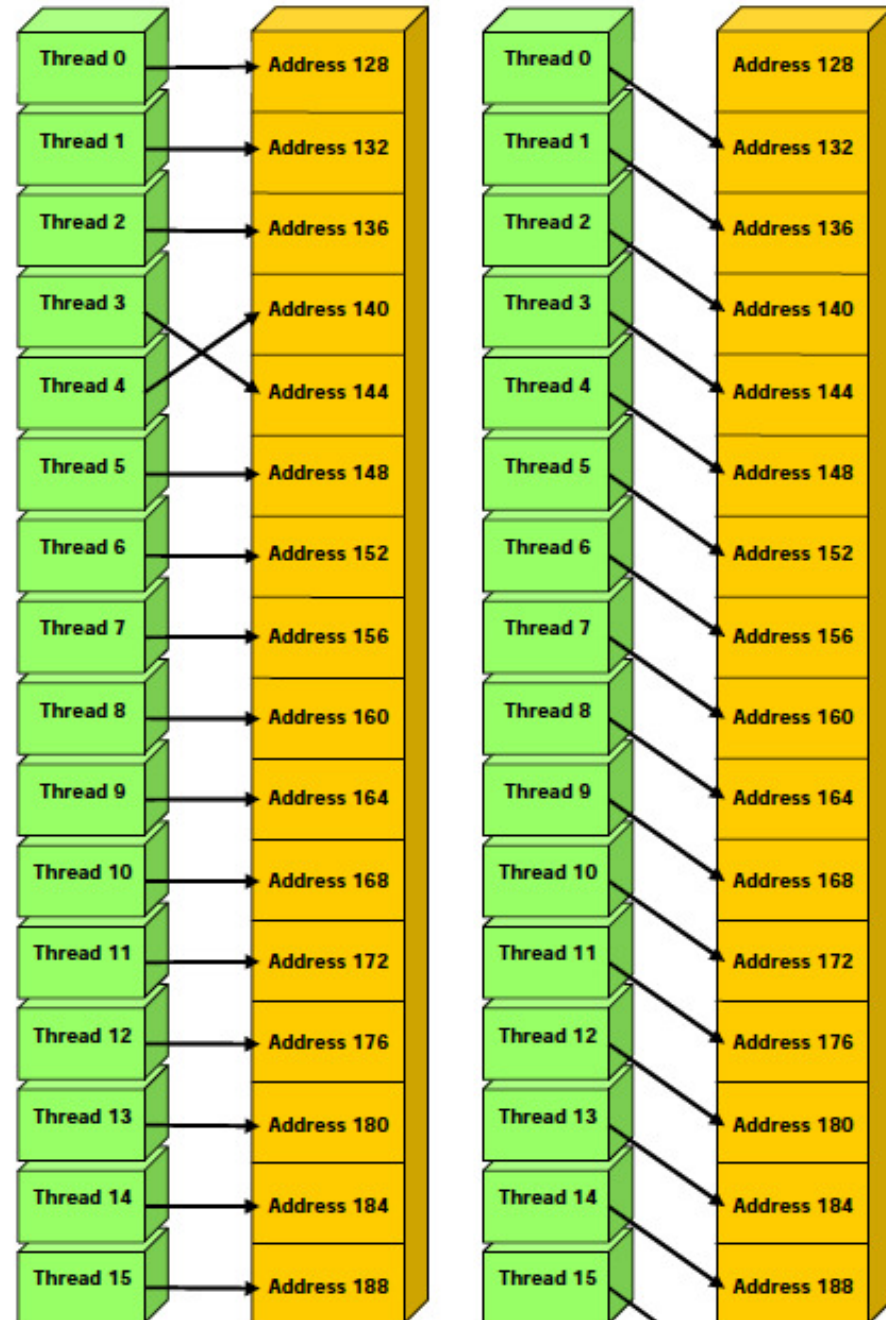 Thread 0
Address 128
Thread 1
Address 132
Thread 2
Address 136
Thread 3
Address 140
Thread 4
Address 144
Thread 5
Address 148
Thread 6
Address 152
Thread 7
Address 156
Thread 8
Address 160
Thread 9
Address 164
Thread 10
Address 168
Thread 11
Address 172
Thread 12
Address 176
Thread 13
Address 180
Thread 14
Address 184
Thread 15
Address 188
Thread 0
Address 128
Thread 1
Address 132
Thread 2
Address 136
Thread 3
Address 140
Thread 4
Address 144
Thread 5
Address 148
Thread 6
Address 152
Thread 7
Address 156
Thread 8
Address 160
Thread 9
Address 164
Thread 10
Address 168
Thread 11
Address 172
Thread 12
Address 176
Thread 13
Address 180
Thread 14
Address 184
Thread 15
Address 188